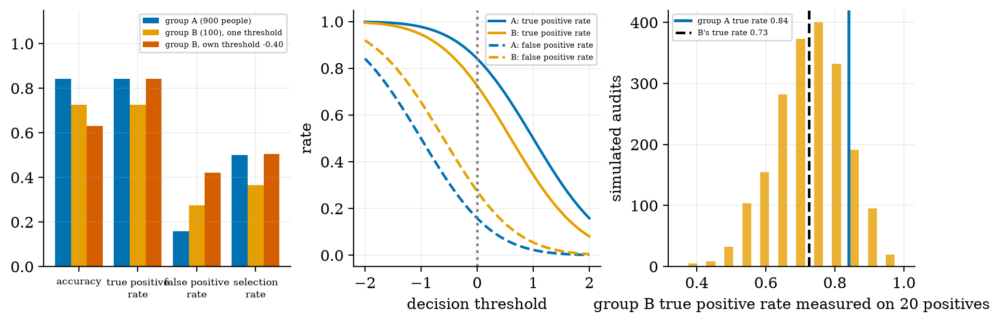 group A (900 people)
group B (100), one threshold
group B, own threshold -0.40
1.0
0.8
0.6
0.4
0.2
0.0
accuracy
true positive
rate
false positive
rate
selection
rate
A: true positive rate
B: true positive rate
A: false positive rate
B: false positive rate
rate
1.0
0.8
0.6
0.4
0.2
0.0
−2
−1
0
1
2
decision threshold
group A true rate 0.84
B's true rate 0.73
simulated audits
400
300
200
100
0
0.4
0.6
0.8
1.0
group B true positive rate measured on 20 positives